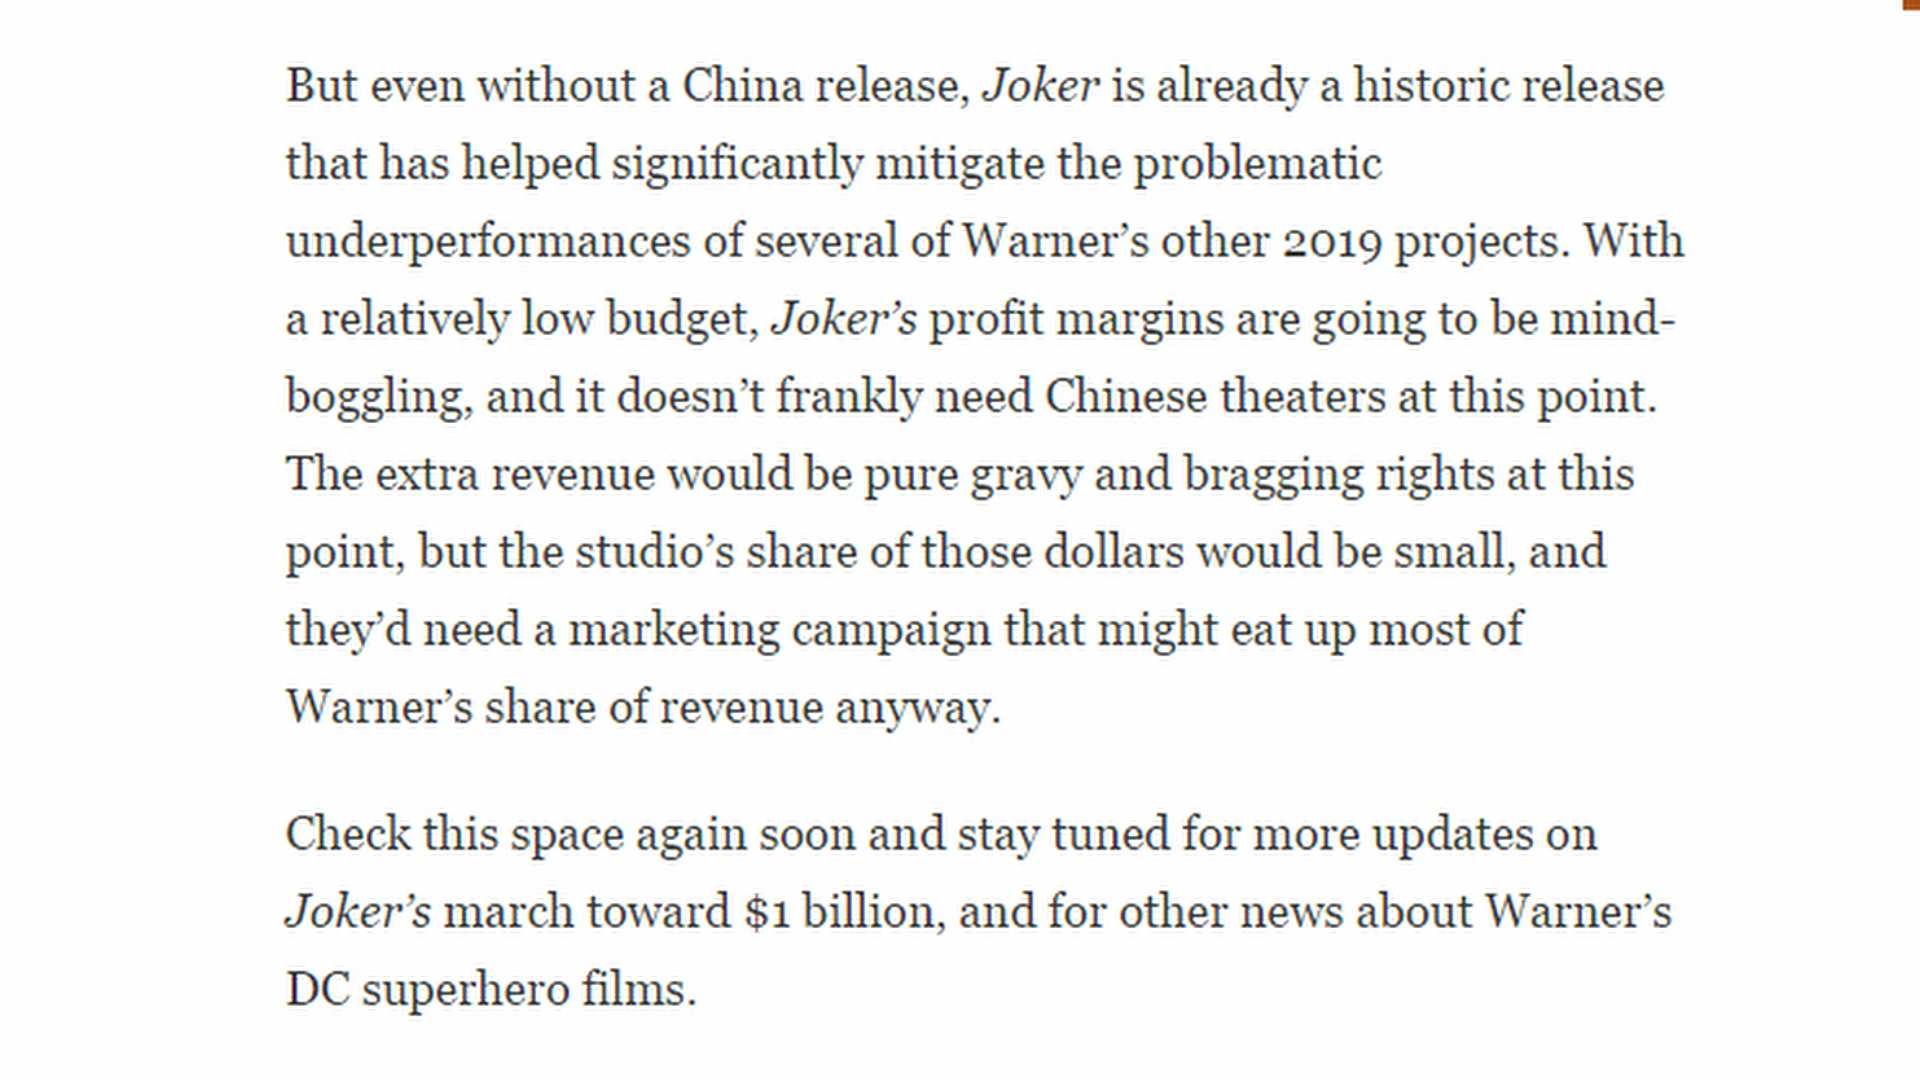 But even without a China release, Joker is already a historic release
that has helped significantly mitigate the problematic
underperformances of several of Warner’s other 2019 projects. With
a relatively low budget, Joker’s profit margins are going to be mind-
boggling, and it doesn’t frankly need Chinese theaters at this point.
The extra revenue would be pure gravy and bragging rights at this
point, but the studio’s share of those dollars would be small, and
they’d need a marketing campaign that might eat up most of
Warner’s share of revenue anyway.
Check this space again soon and stay tuned for more updates on
Joker’s march toward $1 billion, and for other news about Warner’s
DC superhero films.